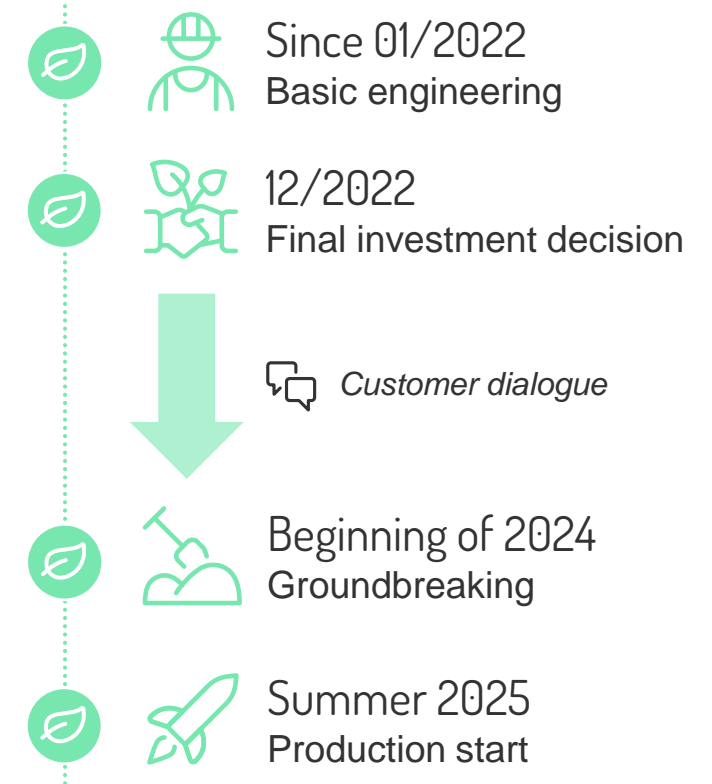 Since 01/2022
Basic engineering
12/2022
Final investment decision
Customer dialogue
Beginning of 2024
Groundbreaking
Summer 2025
Production start